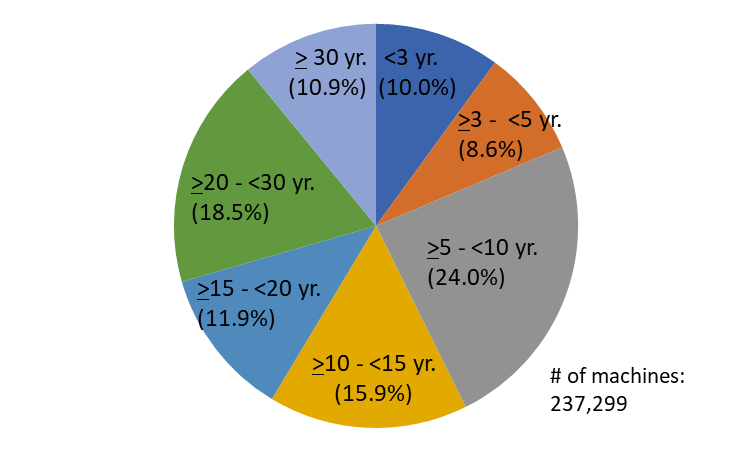 <3 yr.
(10.0%)
≥3 -  <5 yr.
(8.6%)
≥5 - <10 yr.
(24.0%)
≥10 - <15 yr.
(15.9%)
≥15 - <20 yr.
(11.9%)
≥20 - <30 yr.
(18.5%)
≥ 30 yr.
(10.9%)
# of machines:
237,299